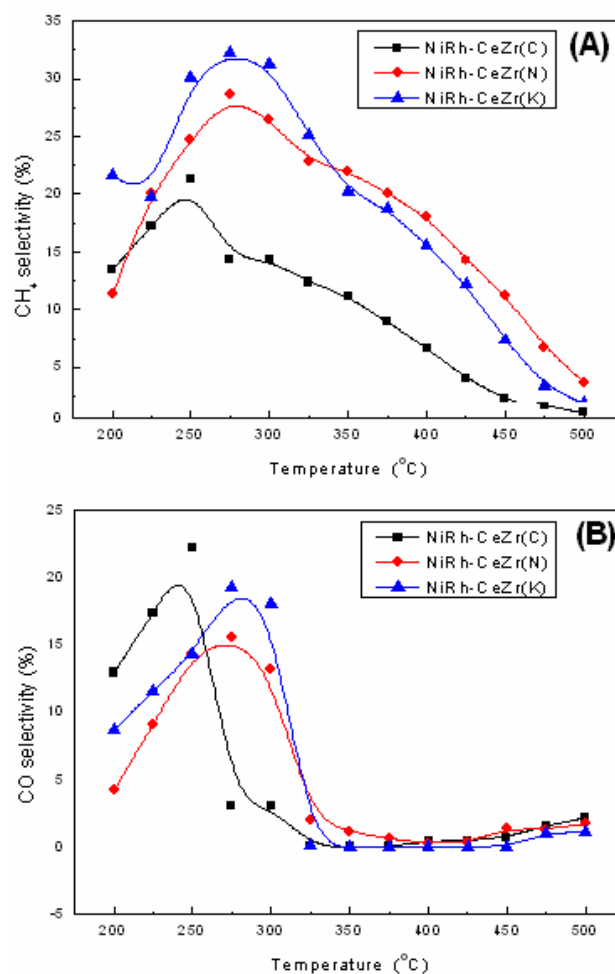 (A)
NiRh-CeZr(C)
NiRh-CeZr(N)
NiRh-CeZr(K)
CH₄ selectivity (%)
35
30
25
20
15
10
5
0
200 250 300 350 400 450 500
Temperature (°C)
(B)
NiRh-CeZr(C)
NiRh-CeZr(N)
NiRh-CeZr(K)
CO selectivity (%)
25
20
15
10
5
0
-5
200 250 300 350 400 450 500
Temperature (°C)